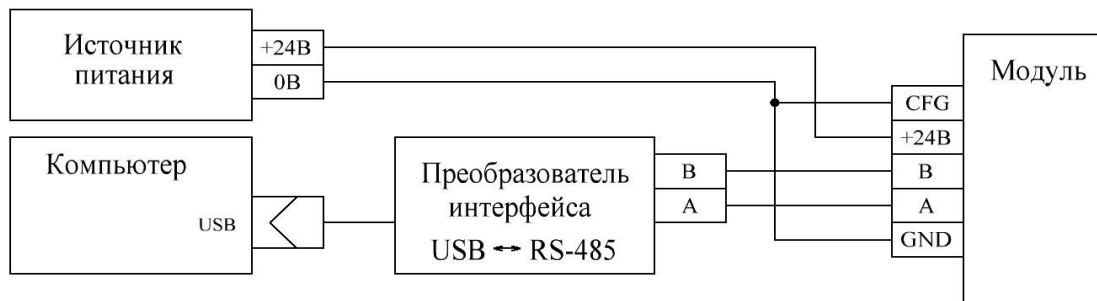 Источник
питания
+24В
0В
Компьютер
USB
Преобразователь
интерфейса
USB ↔ RS-485
B
A
Модуль
CFG
+24В
B
A
GND